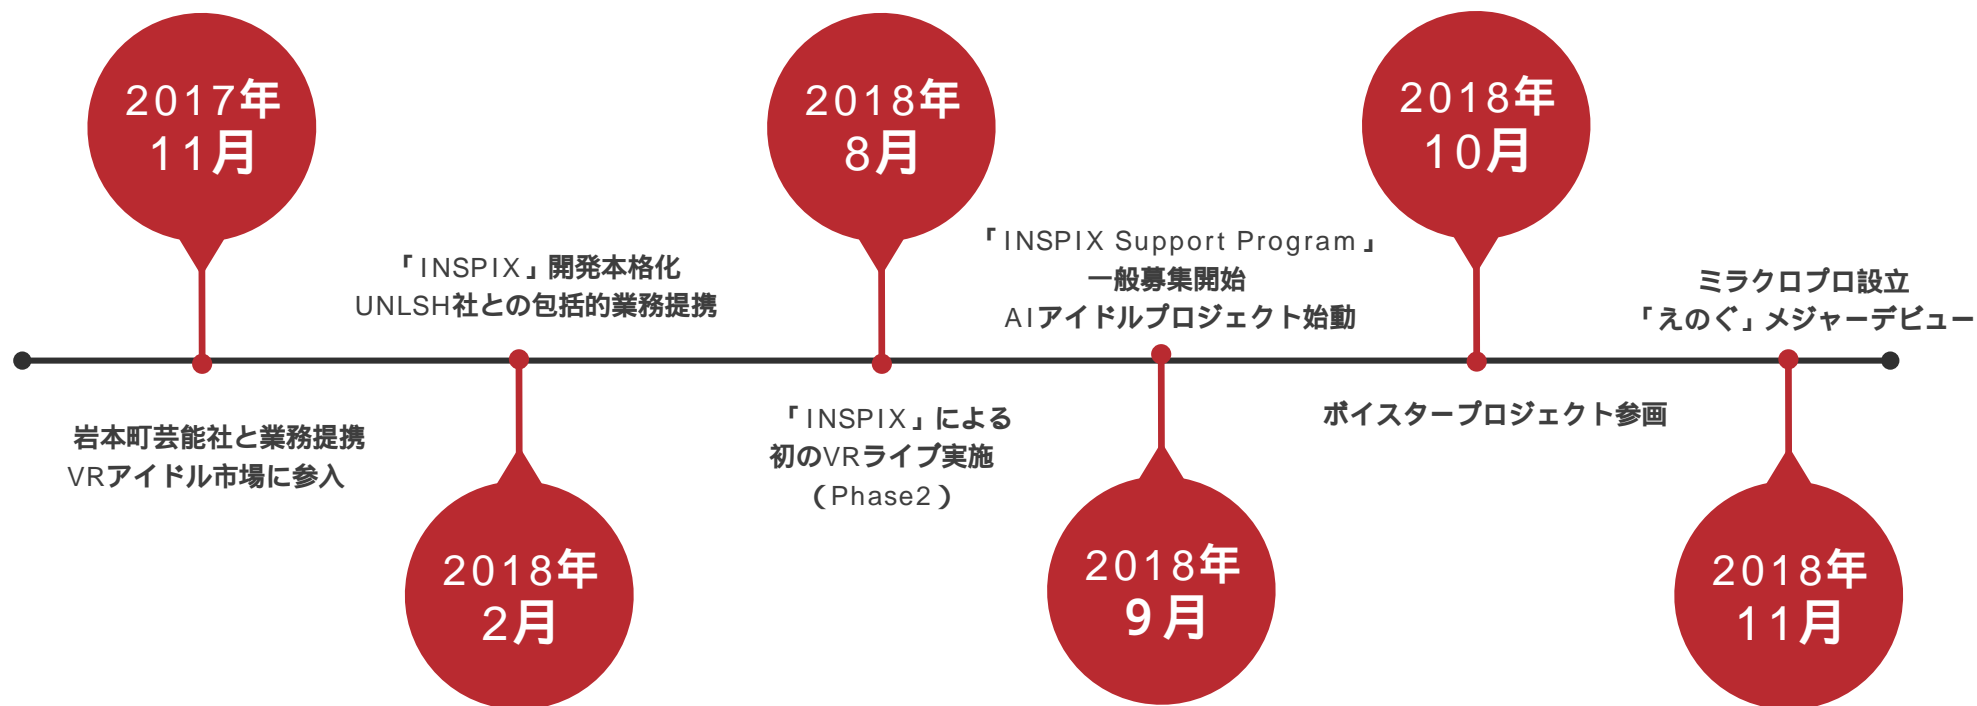 2017年
11月
岩本町芸能社と業務提携
VRアイドル市場に参入
「INSPIX」開発本格化
UNLSH社との包括的業務提携
2018年
2月
2018年
8月
「INSPIX」による
初のVRライブ実施
（Phase2）
「INSPIX Support Program」
一般募集開始
AIアイドルプロジェクト始動
2018年
9月
2018年
10月
ボイスタープロジェクト参画
ミラクロプロ設立
「えのぐ」メジャーデビュー
2018年
11月